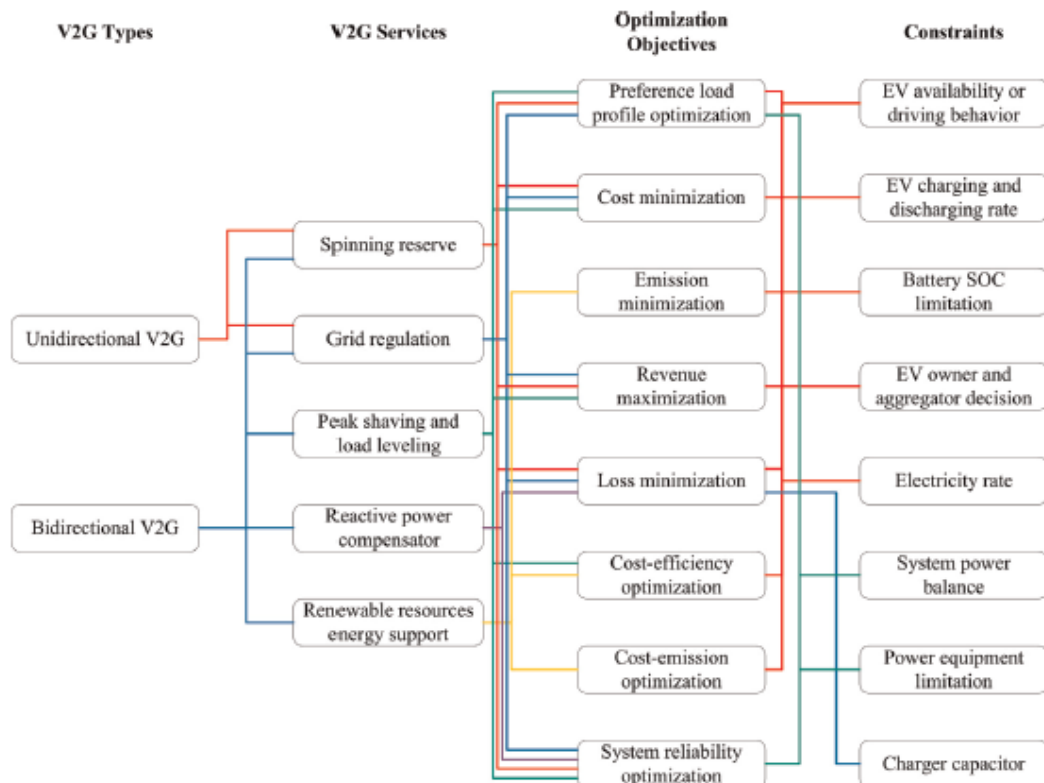 V2G Types
V2G Services
Optimization
Objectives
Constraints
Unidirectional V2G
Bidirectional V2G
Spinning reserve
Grid regulation
Peak shaving and
load leveling
Reactive power
compensator
Renewable resources
energy support
Preference load
profile optimization
Cost minimization
Emission
minimization
Revenue
maximization
Loss minimization
Cost-efficiency
optimization
Cost-emission
optimization
System reliability
optimization
EV availability or
driving behavior
EV charging and
discharging rate
Battery SOC
limitation
EV owner and
aggregator decision
Electricity rate
System power
balance
Power equipment
limitation
Charger capacitor